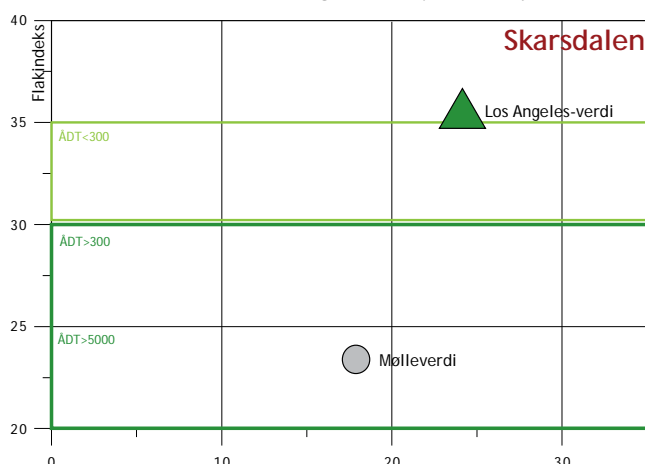 40
Skarsdalen
Flakindeks
Los Angeles-verdi
35
ÅDT<300
30
ÅDT>300
25
ÅDT>5000
Mølleverdi
20
0 10 20 30